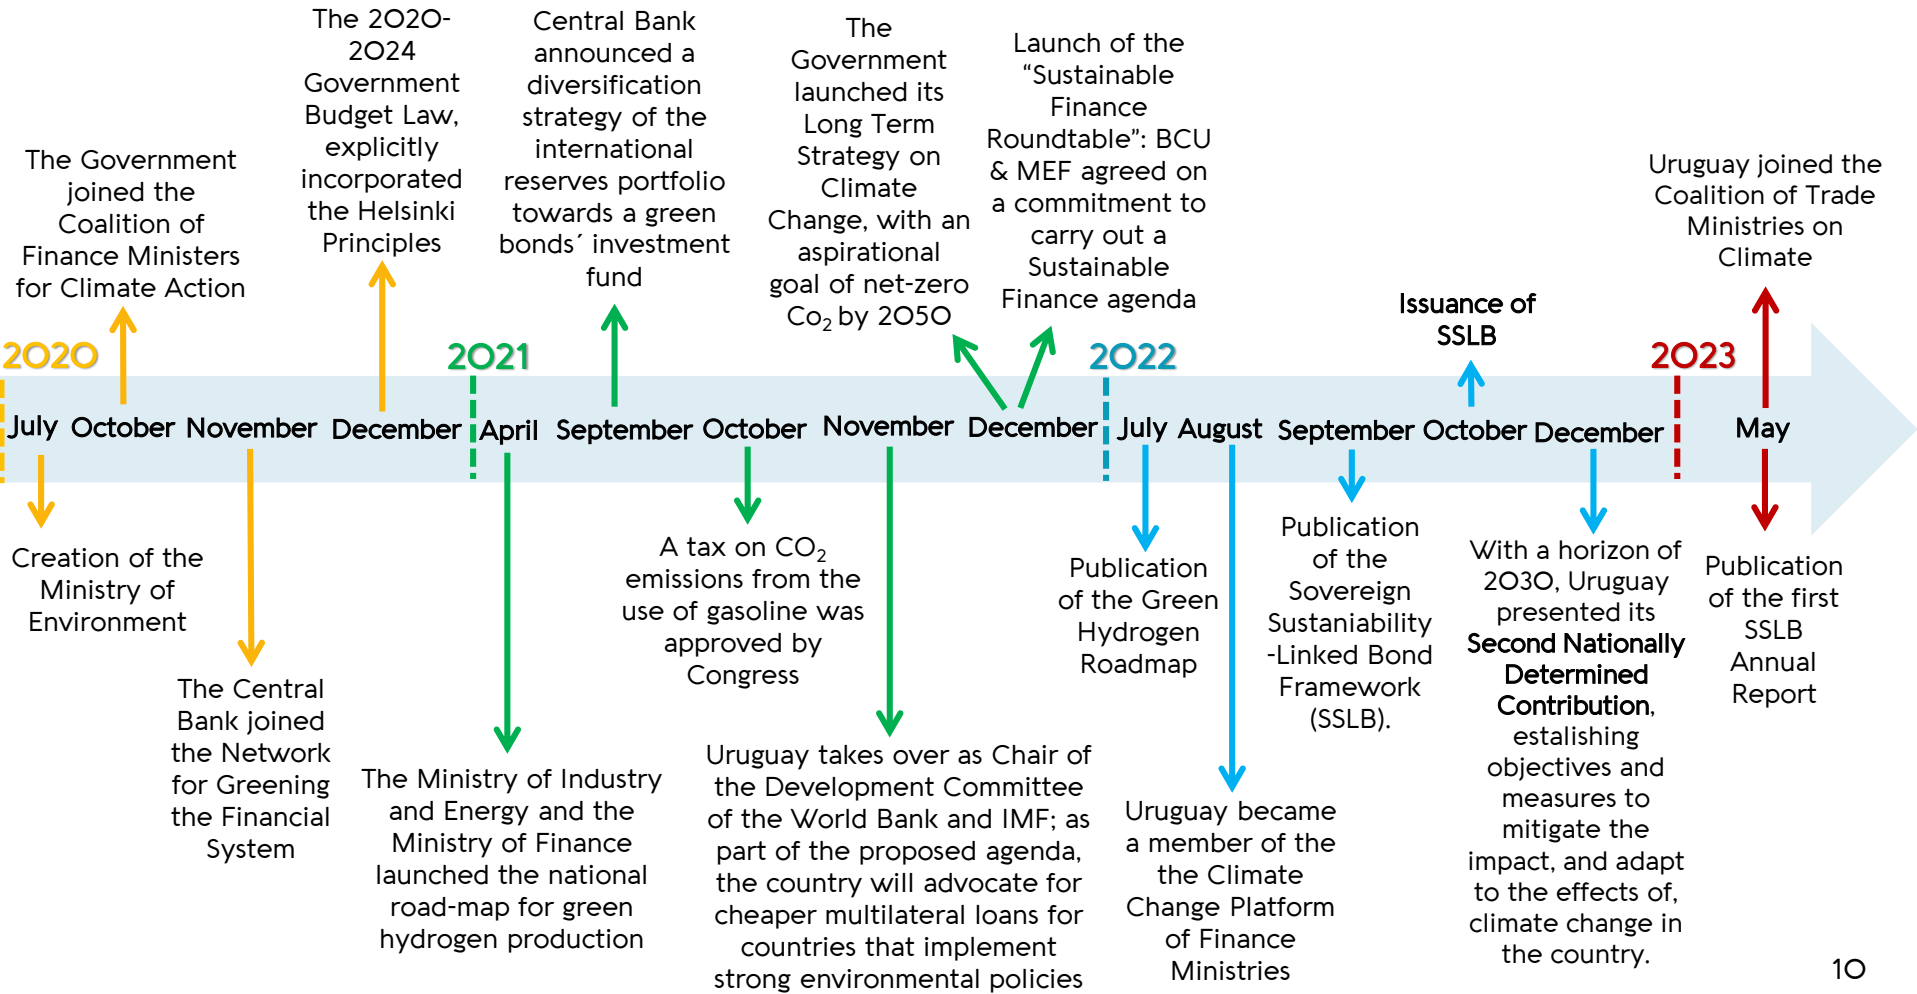 The 2020-
2024
Government
Budget Law,
explicitly
incorporated
the Helsinki
Principles
Central Bank
announced a
diversification
strategy of the
international
reserves portfolio
towards a green
bonds´ investment
fund
The
Government
launched its
Long Term
Strategy on
Climate
Change, with an
aspirational
goal of net-zero
Co2 by 2050
Launch of the
“Sustainable
Finance
Roundtable”: BCU
& MEF agreed on
a commitment to
carry out a
Sustainable
Finance agenda
The Government
joined the
Coalition of
Finance Ministers
for Climate Action
Issuance of
SSLB
Uruguay joined the
Coalition of Trade
Ministries on
Climate
2020
2021
2022
2023
July October November December April September October November December July August September October December May
Creation of the
Ministry of
Environment
The Central
Bank joined
the Network
for Greening
the Financial
System
The Ministry of Industry
and Energy and the
Ministry of Finance
launched the national
road-map for green
hydrogen production
A tax on CO2
emissions from the
use of gasoline was
approved by
Congress
Uruguay takes over as Chair of
the Development Committee
of the World Bank and IMF; as
part of the proposed agenda,
the country will advocate for
cheaper multilateral loans for
countries that implement
strong environmental policies
Publication
of the Green
Hydrogen
Roadmap
Uruguay became
a member of the
the Climate
Change Platform
of Finance
Ministries
Publication
of the
Sovereign
Sustaniability
-Linked Bond
Framework
(SSLB).
With a horizon of
2030, Uruguay
presented its
Second Nationally
Determined
Contribution,
estalishing
objectives and
measures to
mitigate the
impact, and adapt
to the effects of,
climate change in
the country.
Publication
of the first
SSLB
Annual
Report
10